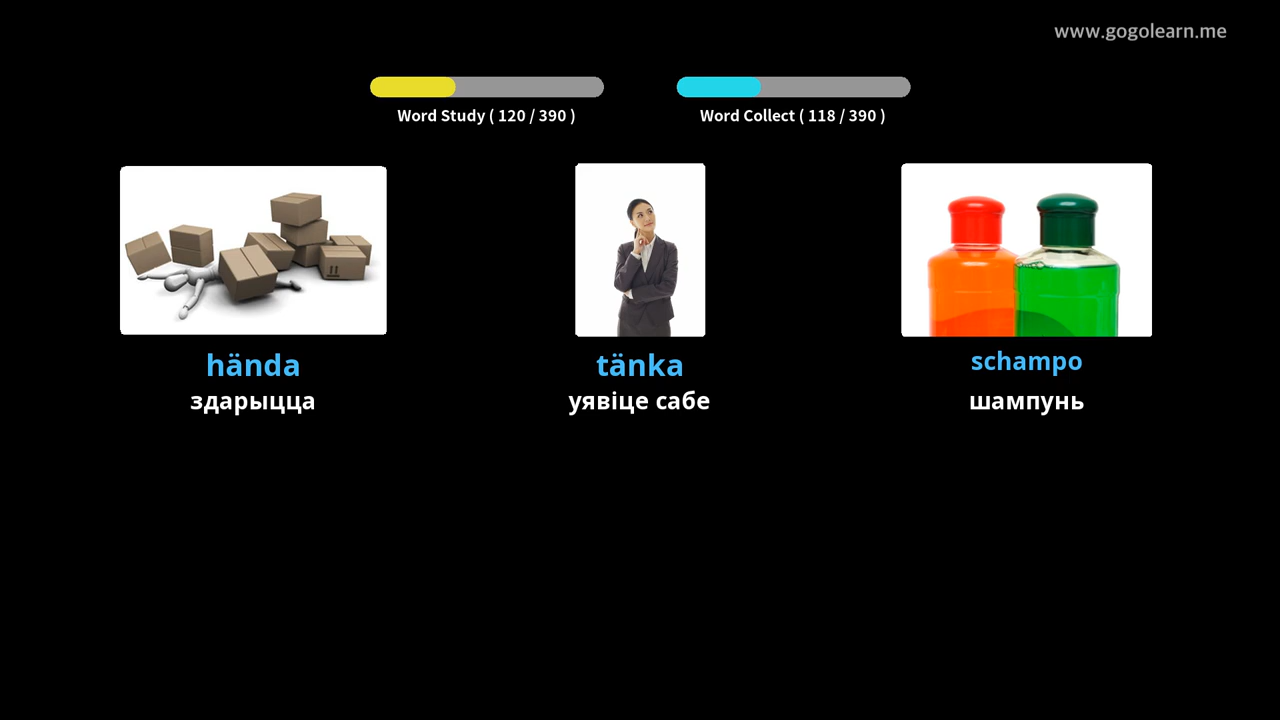 www.gogolearn.me
Word Study ( 120 / 390 )
Word Collect ( 118 / 390 )
hända
tänka
schampo
здарыцца
уявіце сабе
шампунь